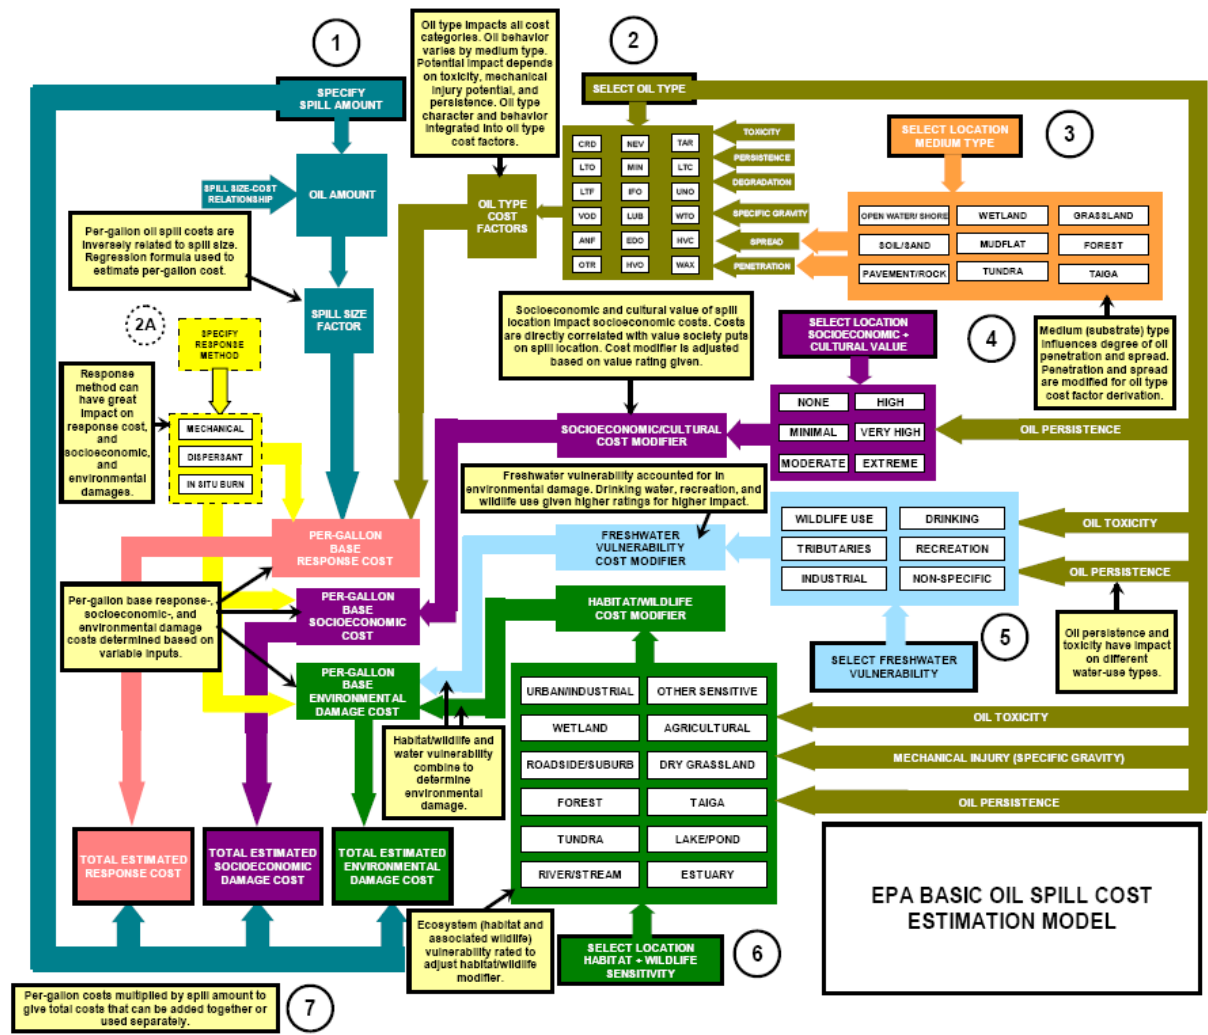 1
SPECIFY
SPILL AMOUNT
OIL AMOUNT
SPILL SIZE-COST
RELATIONSHIP
Per-gallon oil spill costs are
inversely related to spill size.
Regression formula used to
estimate per-gallon cost.
SPILL SIZE
FACTOR
Oil type impacts all cost
categories. Oil behavior
varies by medium type.
Potential impact depends
on toxicity, mechanical
injury potential, and
persistence. Oil type
character and behavior
integrated into oil type
cost factors.
OIL TYPE
COST
FACTORS
2
SELECT OIL TYPE
CRD NEV TAR
LTO MIN LTC
LTF IFO UNO
VOD LUB WTO
ANF EDO HVC
OTR HVO WAX
TOXICITY
PERSISTENCE
DEGRADATION
SPECIFIC GRAVITY
SPREAD
PENETRATION
3
SELECT LOCATION
MEDIUM TYPE
OPEN WATER/ SHORE WETLAND GRASSLAND
SOIL/SAND MUDFLAT FOREST
PAVEMENT/ROCK TUNDRA TAIGA
Medium (substrate) type
influences degree of oil
penetration and spread.
Penetration and spread
are modified for oil type
cost factor derivation.
2A
SPECIFY
RESPONSE
METHOD
Response
method can
have great
impact on
response cost,
and
socioeconomic,
and
environmental
damages.
MECHANICAL
DISPERSANT
IN SITU BURN
Socioeconomic and cultural value of spill
location impact socioeconomic costs. Costs
are directly correlated with value society puts
on spill location. Cost modifier is adjusted
based on value rating given.
4
SELECT LOCATION
SOCIOECONOMIC +
CULTURAL VALUE
NONE HIGH
MINIMAL VERY HIGH
MODERATE EXTREME
OIL PERSISTENCE
SOCIOECONOMIC/CULTURAL
COST MODIFIER
Freshwater vulnerability accounted for in
environmental damage. Drinking water, recreation, and
wildlife use given higher ratings for higher impact.
FRESHWATER
VULNERABILITY
COST MODIFIER
WILDLIFE USE DRINKING
TRIBUTARIES RECREATION
INDUSTRIAL NON-SPECIFIC
OIL TOXICITY
OIL PERSISTENCE
5
SELECT FRESHWATER
VULNERABILITY
Oil persistence and
toxicity have impact
on different
water-use types.
PER-GALLON
BASE
RESPONSE COST
PER-GALLON
BASE
SOCIOECONOMIC
COST
PER-GALLON
BASE
ENVIRONMENTAL
DAMAGE COST
Per-gallon base response-,
socioeconomic-, and
environmental damage
costs determined based on
variable inputs.
HABITAT/WILDLIFE
COST MODIFIER
Habitat/wildlife and
water vulnerability
combine to
determine
environmental
damage.
URBAN/INDUSTRIAL OTHER SENSITIVE
WETLAND AGRICULTURAL
ROADSIDE/SUBURB DRY GRASSLAND
FOREST TAIGA
TUNDRA LAKE/POND
RIVER/STREAM ESTUARY
OIL TOXICITY
MECHANICAL INJURY (SPECIFIC GRAVITY)
OIL PERSISTENCE
TOTAL ESTIMATED
RESPONSE COST
TOTAL ESTIMATED
SOCIOECONOMIC
DAMAGE COST
TOTAL ESTIMATED
ENVIRONMENTAL
DAMAGE COST
Ecosystem (habitat and
associated wildlife)
vulnerability rated to
adjust habitat/wildlife
modifier.
SELECT LOCATION
HABITAT + WILDLIFE
SENSITIVITY
6
EPA BASIC OIL SPILL COST
ESTIMATION MODEL
Per-gallon costs multiplied by spill amount to
give total costs that can be added together or
used separately.
7